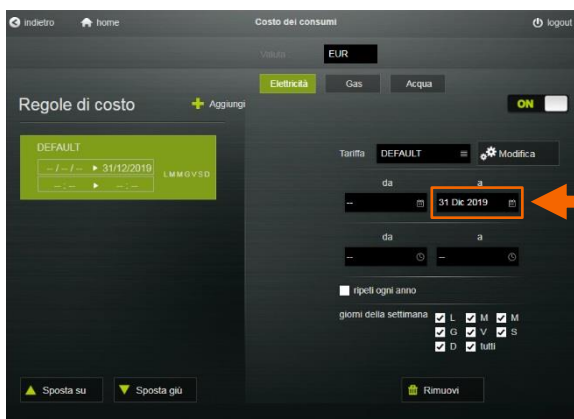 indietro home Costo dei consumi logout
Valuta EUR
Elettricità Gas Acqua
Regole di costo Aggiungi
ON
DEFAULT
-- / -- / -- ▸ 31/12/2019
LMMGVSD
-- : -- ▸ -- : --
Tariffa DEFAULT Modifica
da a
-- 31 Dic 2019
da a
-- --
ripeti ogni anno
giorni della settimana L M M
G V S
D tutti
Sposta su Sposta giù Rimuovi